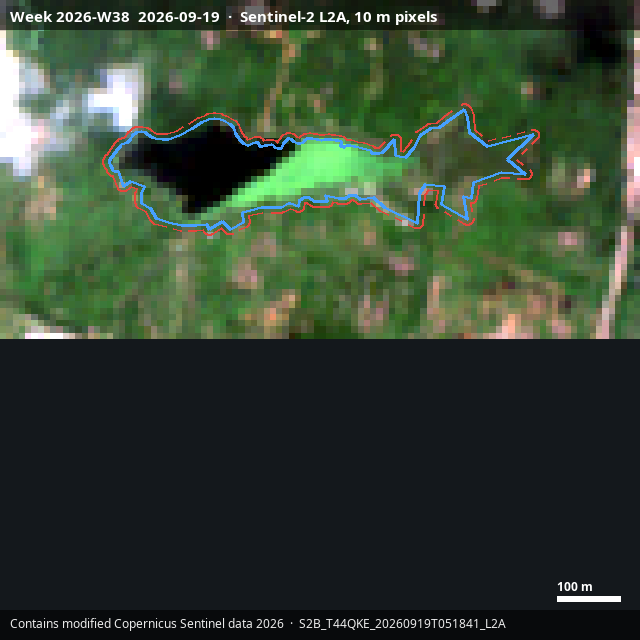 Week 2026-W38 2026-09-19 · Sentinel-2 L2A, 10 m pixels
100 m
Contains modified Copernicus Sentinel data 2026 · S2B_T44QKE_20260919T051841_L2A